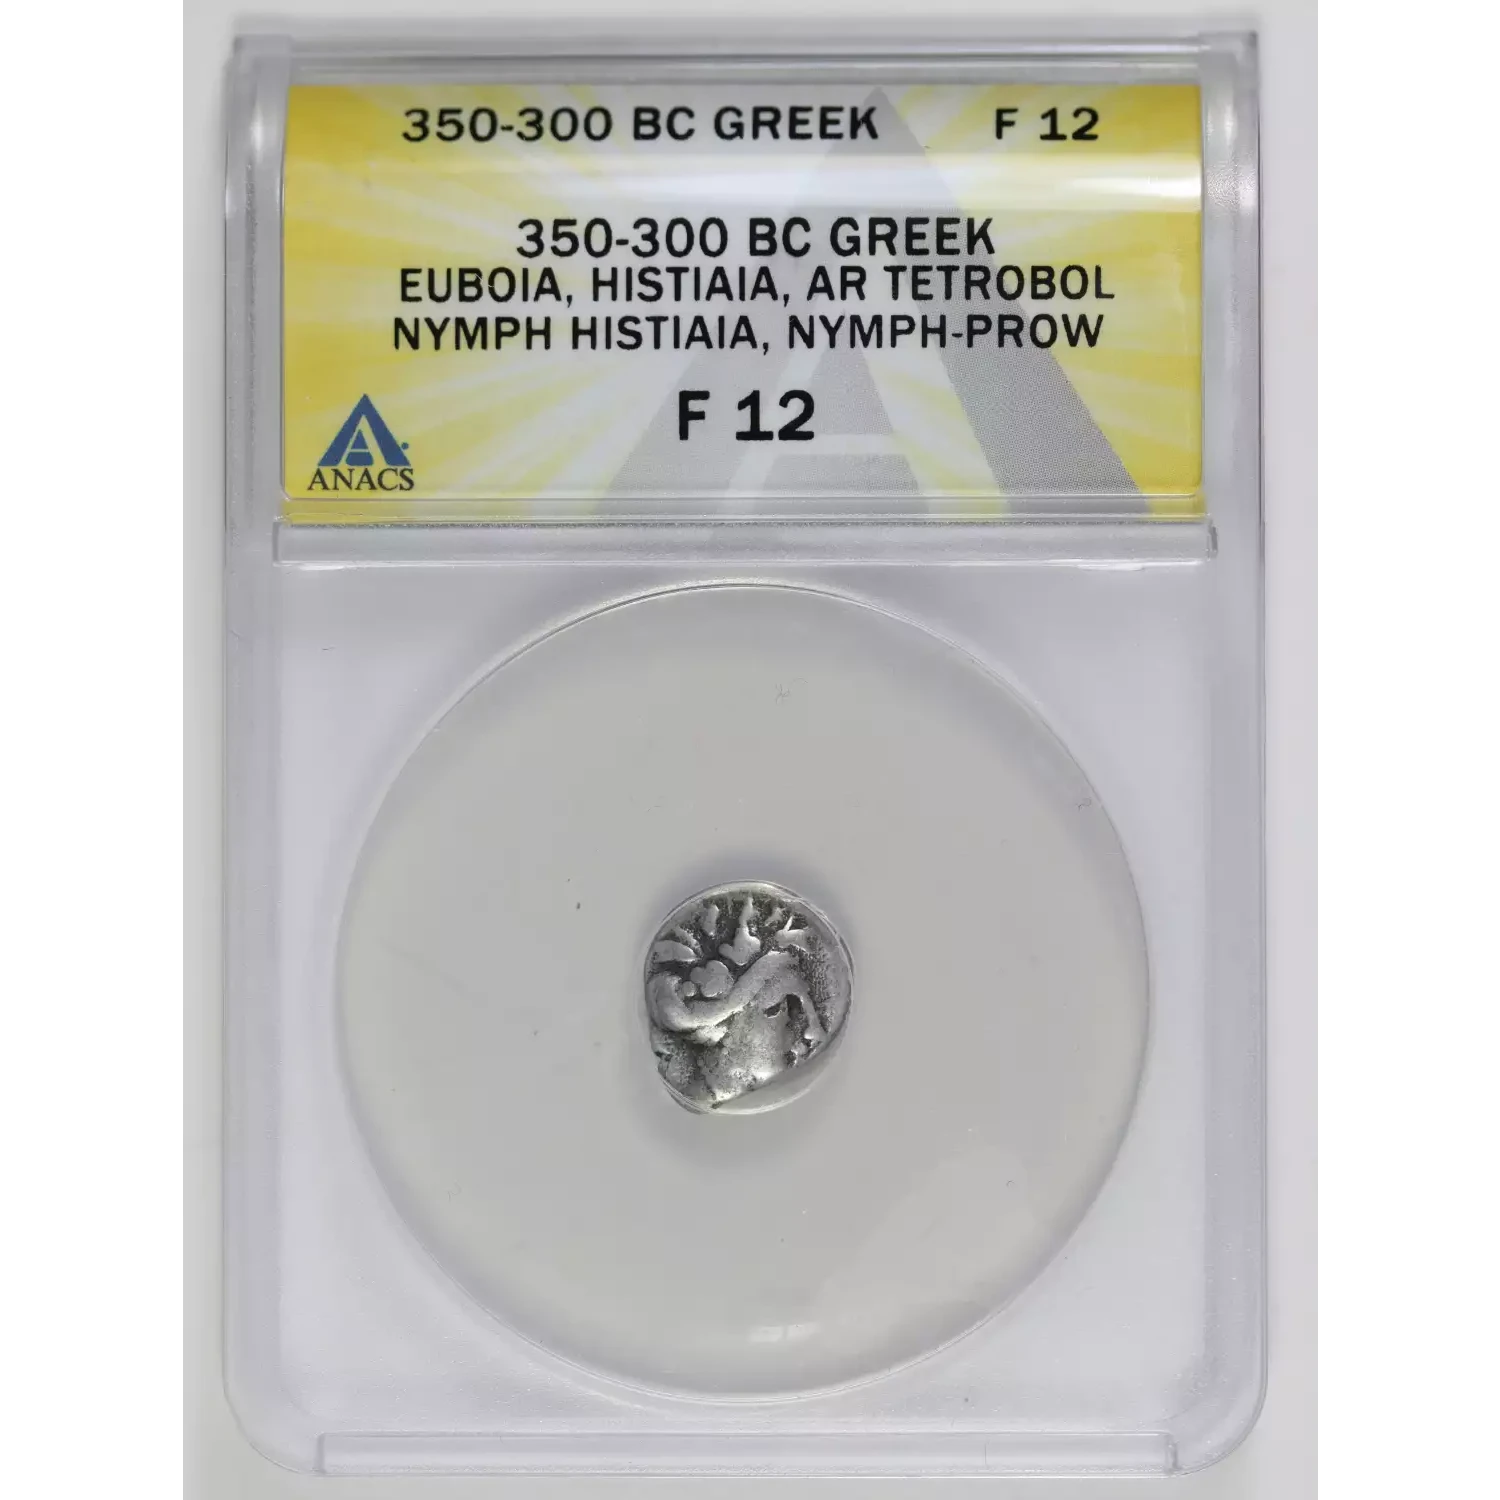 350-300 BC GREEK F 12
350-300 BC GREEK
EUBOIA, HISTIAIA, AR TETROBOL
NYMPH HISTIAIA, NYMPH-PROW
F 12
ANACS